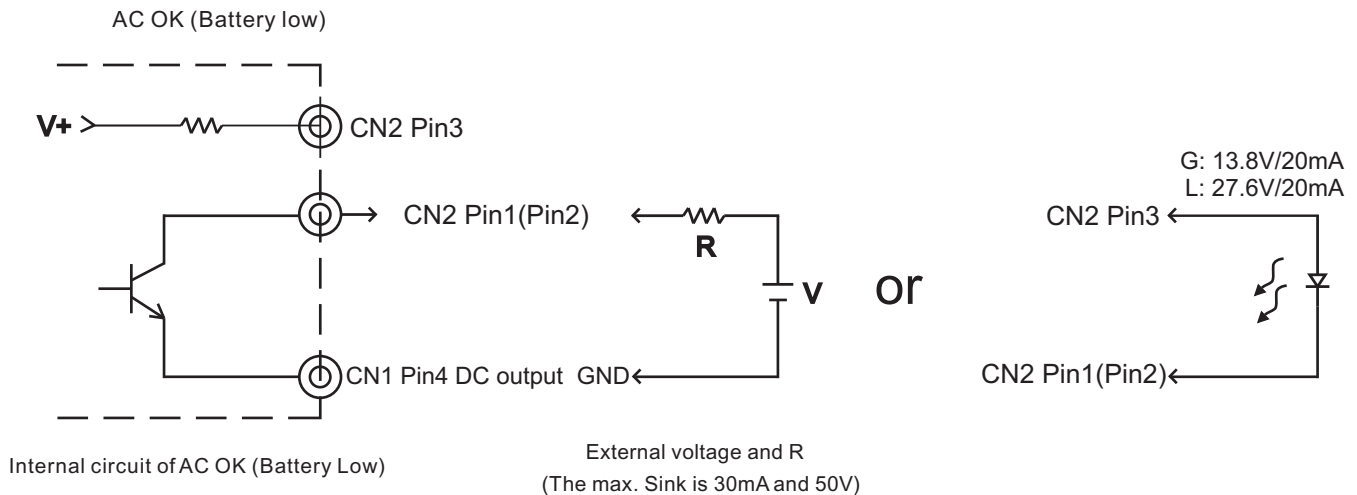 AC OK (Battery low)
V+
CN2 Pin3
CN2 Pin1(Pin2)
R
V
CN1 Pin4 DC output GND
or
G: 13.8V/20mA
L: 27.6V/20mA
CN2 Pin3
CN2 Pin1(Pin2)
Internal circuit of AC OK (Battery Low)
External voltage and R
(The max. Sink is 30mA and 50V)